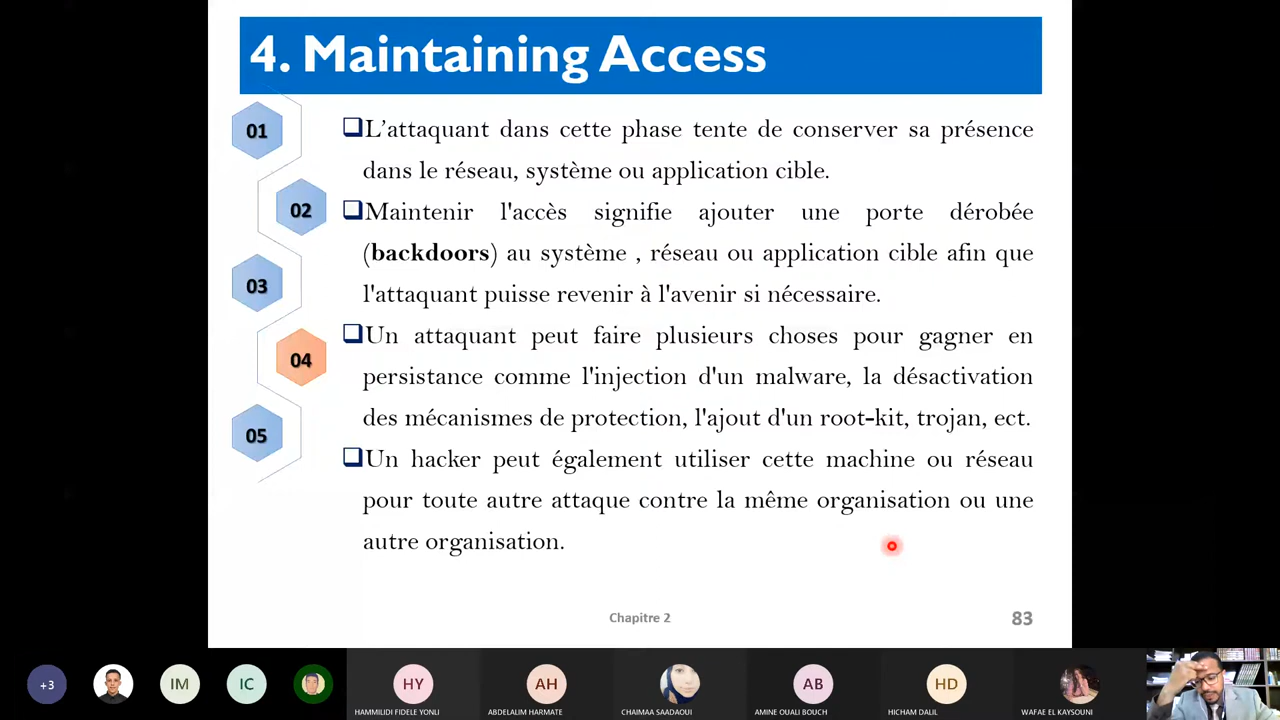 4. Maintaining Access
01
02
03
04
05
L’attaquant dans cette phase tente de conserver sa présence
dans le réseau, système ou application cible.
Maintenir l'accès signifie ajouter une porte dérobée
(backdoors) au système , réseau ou application cible afin que
l'attaquant puisse revenir à l'avenir si nécessaire.
Un attaquant peut faire plusieurs choses pour gagner en
persistance comme l'injection d'un malware, la désactivation
des mécanismes de protection, l'ajout d'un root-kit, trojan, ect.
Un hacker peut également utiliser cette machine ou réseau
pour toute autre attaque contre la même organisation ou une
autre organisation.
Chapitre 2
83
+3
IM
IC
HY
AH
AB
HD
HAMMILIDI FIDELE YONLI
ABDELALIM HARMATE
CHAIMAA SAADAOUI
AMINE OUALI BOUCH
HICHAM DALIL
WAFAE EL KAYSOUNI